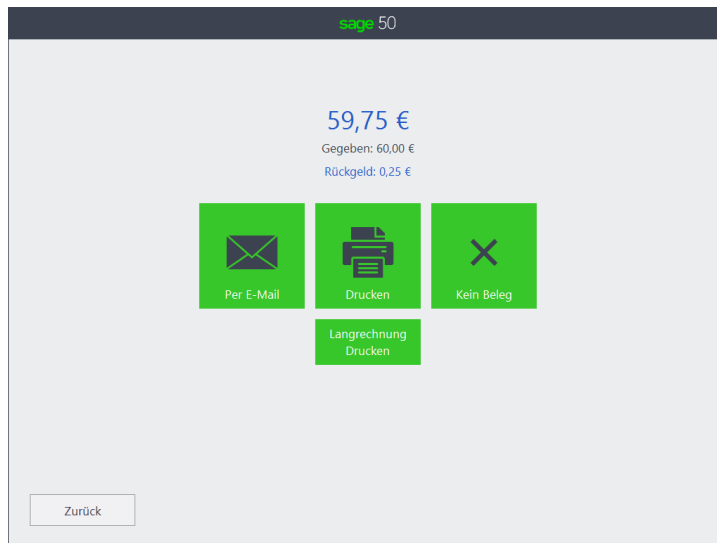 sage 50
59,75 €
Gegeben: 60,00 €
Rückgeld: 0,25 €
Per E-Mail
Drucken
Kein Beleg
Langrechnung
Drucken
Zurück